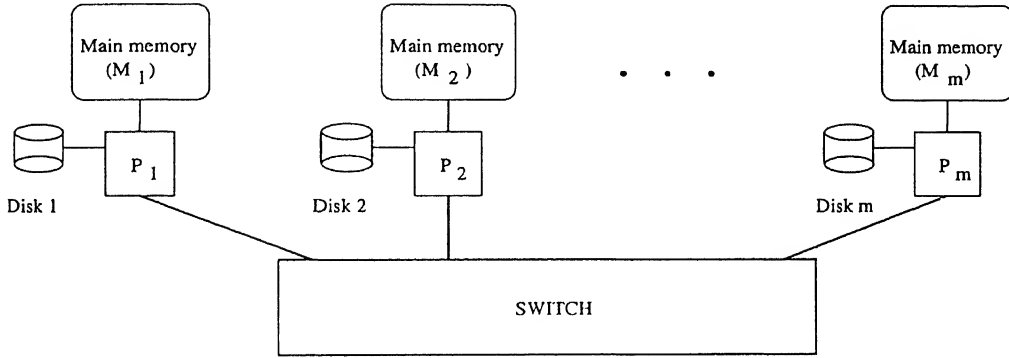 Main memory
(M 1)
Main memory
(M 2)
. . .
Main memory
(M m)
P 1
P 2
P m
Disk 1
Disk 2
Disk m
SWITCH